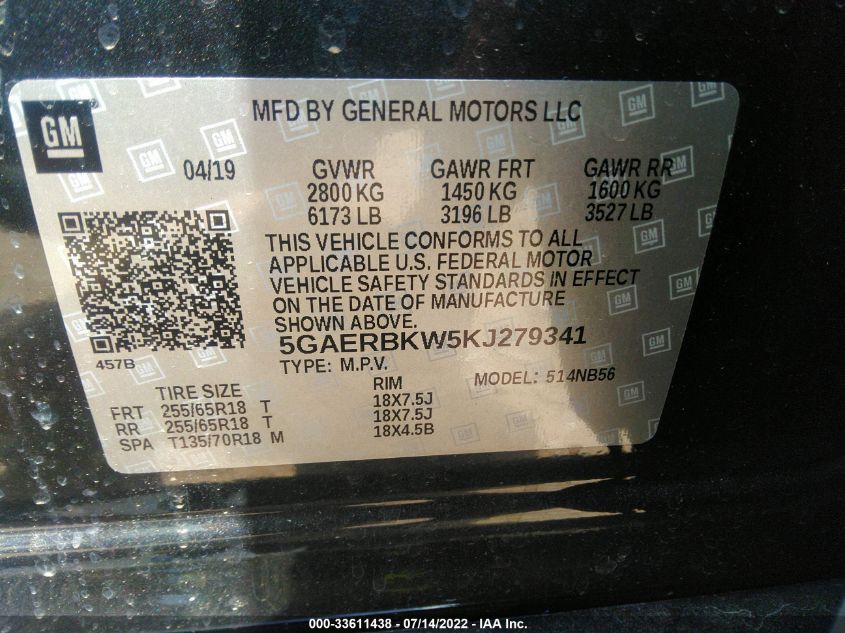 GM
MFD BY GENERAL MOTORS LLC
04/19 GVWR GAWR FRT GAWR RR
2800 KG 1450 KG 1600 KG
6173 LB 3196 LB 3527 LB
THIS VEHICLE CONFORMS TO ALL
APPLICABLE U.S. FEDERAL MOTOR
VEHICLE SAFETY STANDARDS IN EFFECT
ON THE DATE OF MANUFACTURE
SHOWN ABOVE.
457B
5GAERBKW5KJ279341
TYPE: M.P.V. MODEL: 514NB56
TIRE SIZE RIM
FRT 255/65R18 T 18X7.5J
RR 255/65R18 T 18X7.5J
SPA T135/70R18 M 18X4.5B
000-33611438 - 07/14/2022 - IAA Inc.